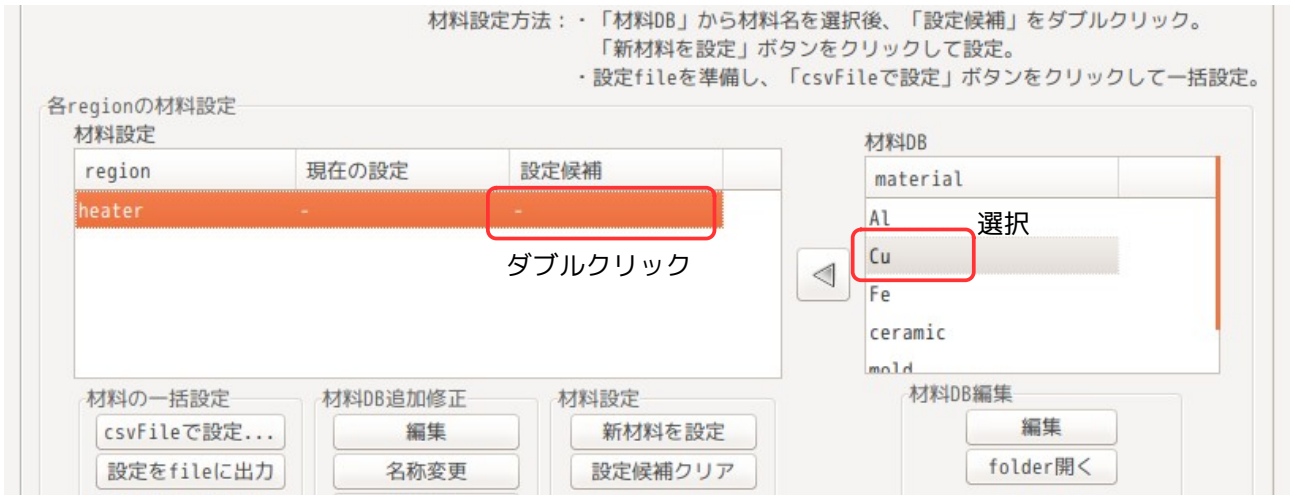 材料設定方法：・「材料DB」から材料名を選択後、「設定候補」をダブルクリック。
「新材料を設定」ボタンをクリックして設定。
・設定fileを準備し、「csvFileで設定」ボタンをクリックして一括設定。
各regionの材料設定
材料設定
材料DB
region 現在の設定 設定候補
material
heater - -
Al
選択
Cu
ダブルクリック
Fe
ceramic
mold
材料の一括設定 材料DB追加修正 材料設定 材料DB編集
csvFileで設定... 編集 新材料を設定 編集
設定をfileに出力 名称変更 設定候補クリア folder開く